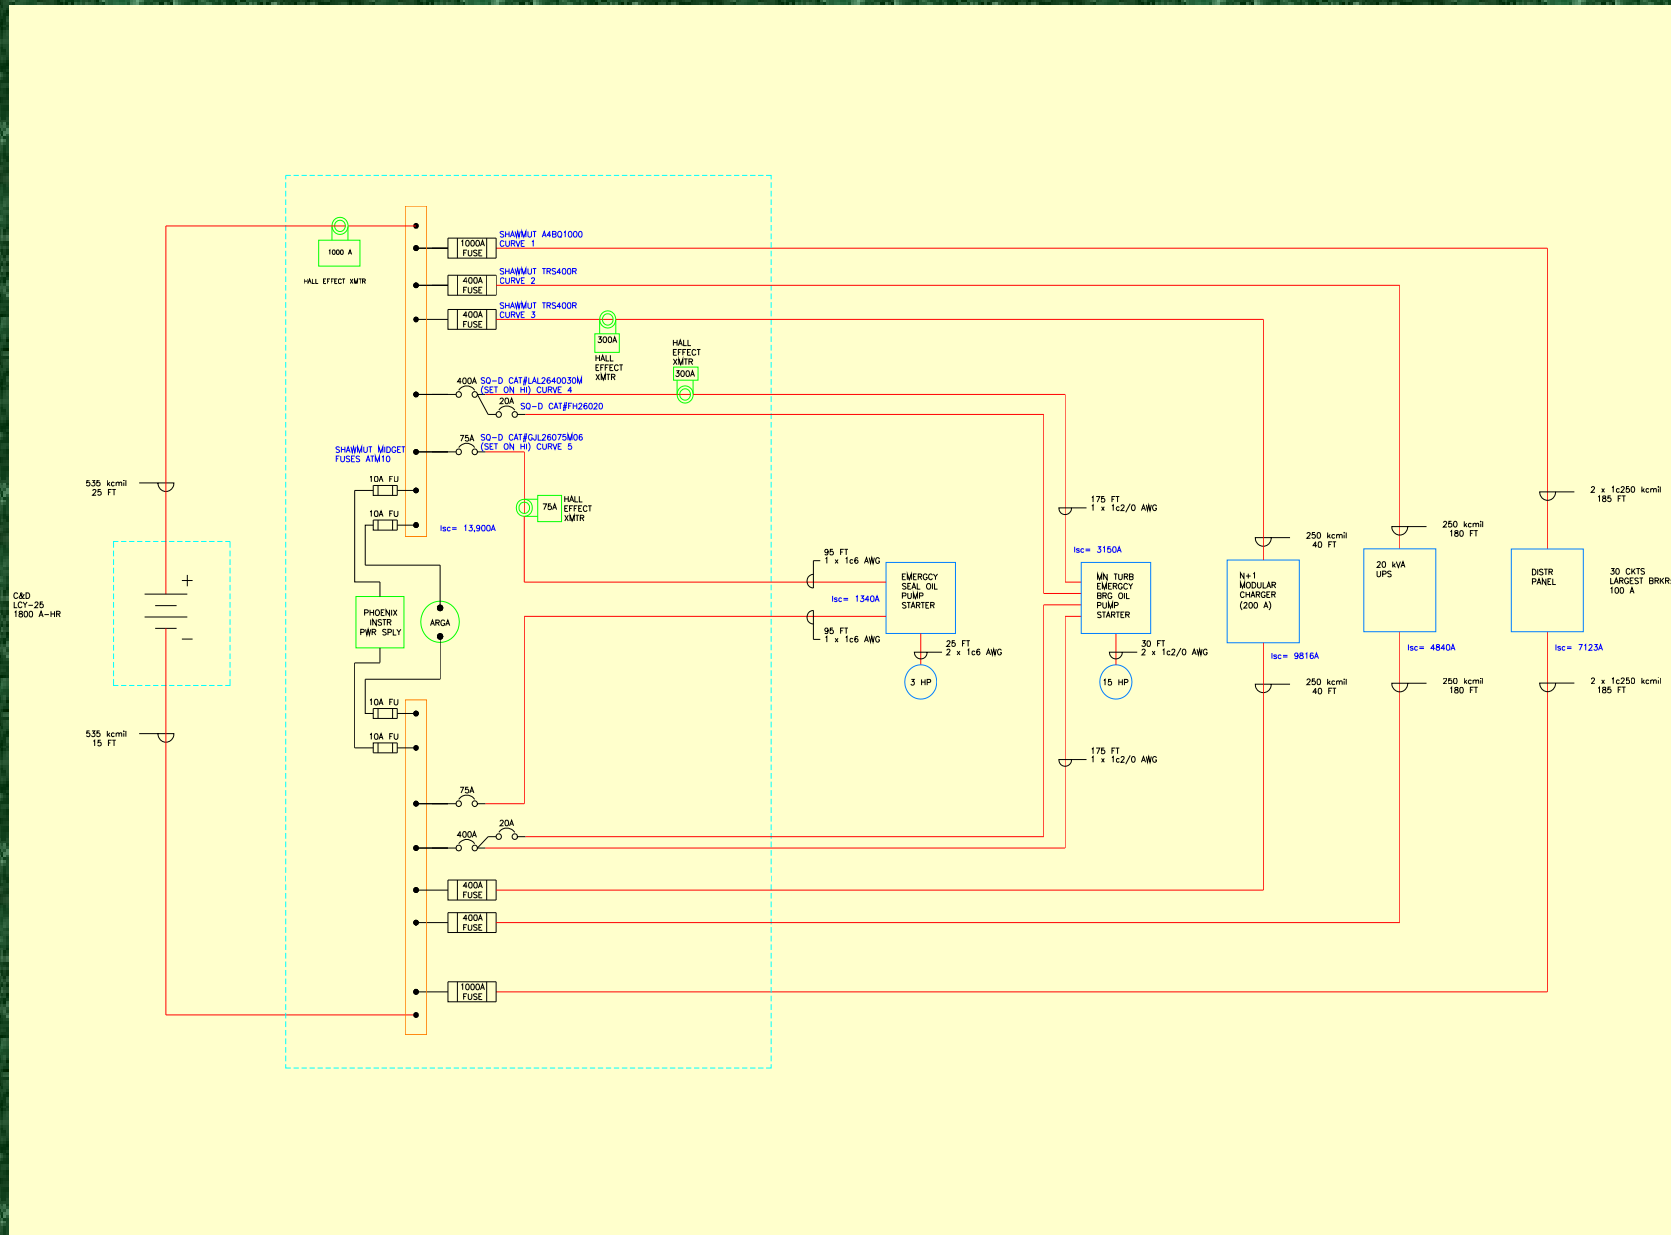 SHAWMUT A4BQ1000
CURVE 1
1000A
FUSE
1000 A
HALL EFFECT XMTR
SHAWMUT TRS400R
CURVE 2
400A
FUSE
SHAWMUT TRS400R
CURVE 3
400A
FUSE
300A
HALL
EFFECT
XMTR
HALL
EFFECT
XMTR
300A
400A
SQ-D CAT#LAL2640030M
(SET ON HI) CURVE 4
20A
SQ-D CAT#FH26020
75A
SQ-D CAT#GJL26075M06
(SET ON HI) CURVE 5
SHAWMUT MIDGET
FUSES ATM10
10A FU
10A FU
Isc= 13,900A
75A
HALL
EFFECT
XMTR
535 kcmil
25 FT
+
−
C&D
LCY-25
1800 A-HR
535 kcmil
15 FT
PHOENIX
INSTR
PWR SPLY
ARGA
10A FU
10A FU
95 FT
1 x 1c6 AWG
Isc= 1340A
95 FT
1 x 1c6 AWG
EMERGCY
SEAL OIL
PUMP
STARTER
25 FT
2 x 1c6 AWG
3 HP
175 FT
1 x 1c2/0 AWG
Isc= 3150A
MN TURB
EMERGCY
BRG OIL
PUMP
STARTER
30 FT
2 x 1c2/0 AWG
15 HP
175 FT
1 x 1c2/0 AWG
250 kcmil
40 FT
N+1
MODULAR
CHARGER
(200 A)
Isc= 9816A
250 kcmil
40 FT
250 kcmil
180 FT
20 kVA
UPS
Isc= 4840A
250 kcmil
180 FT
2 x 1c250 kcmil
185 FT
DISTR
PANEL
30 CKTS
LARGEST BRKR
100 A
Isc= 7123A
2 x 1c250 kcmil
185 FT
75A
20A
400A
400A
FUSE
400A
FUSE
1000A
FUSE